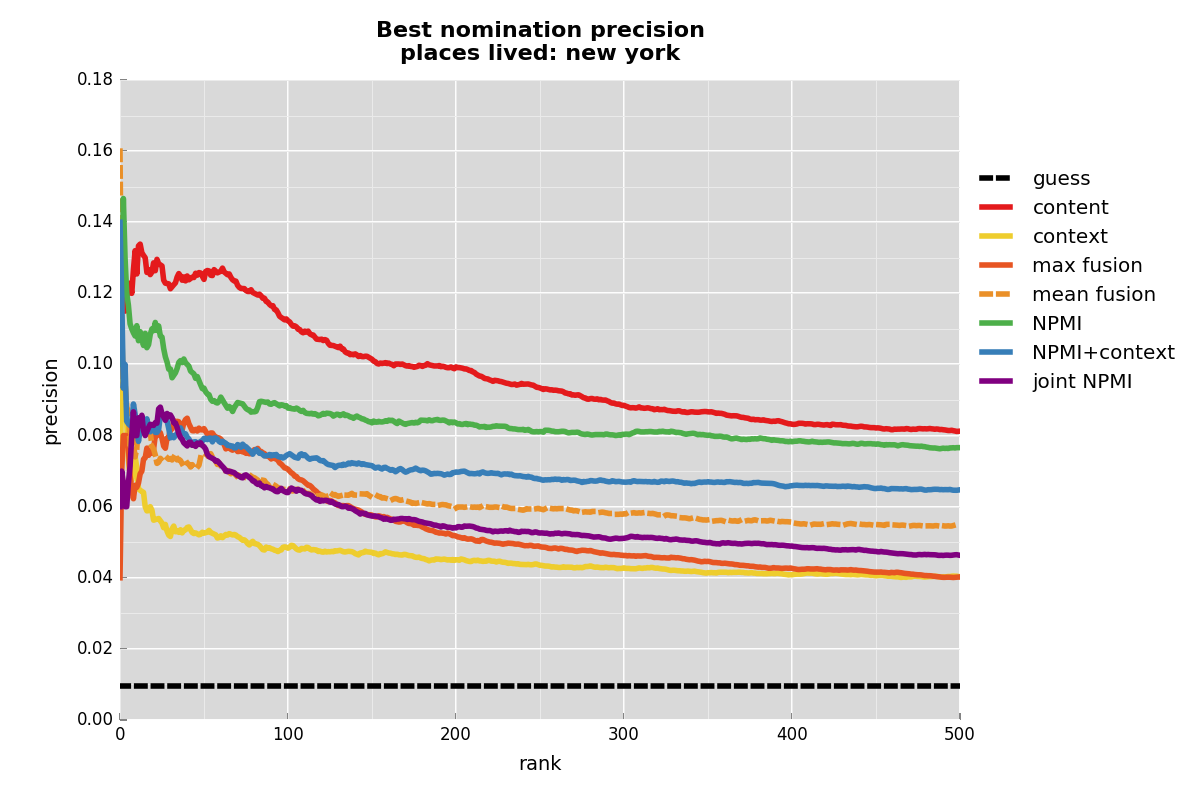 Best nomination precision
places lived: new york
precision
0.18
0.16
0.14
0.12
0.10
0.08
0.06
0.04
0.02
0.00
0
100
200
300
400
500
rank
guess
content
context
max fusion
mean fusion
NPMI
NPMI+context
joint NPMI